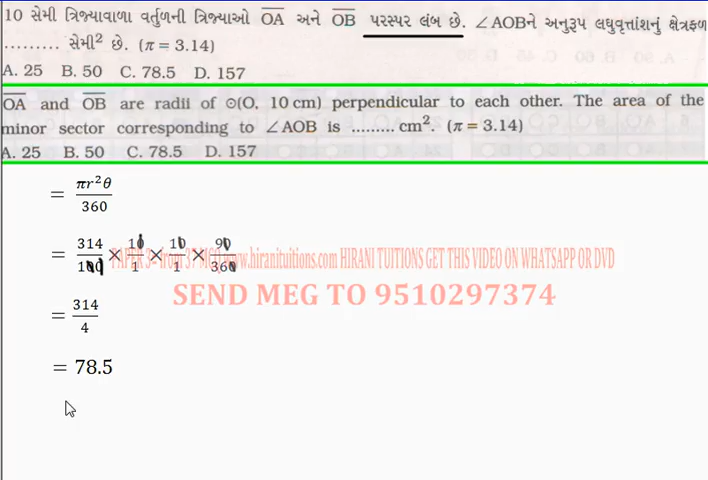 10 સેમી ત્રિજ્યાવાળા વર્તુળની ત્રિજ્યાઓ OA અને OB પરસ્પર લંબ છે. ∠AOBને અનુરૂપ લઘુવૃત્તાંશનું ક્ષેત્રફળ
......... સેમી² છે. (π = 3.14)
A. 25 B. 50 C. 78.5 D. 157
OA and OB are radii of ⊙(O, 10 cm) perpendicular to each other. The area of the
minor sector corresponding to ∠AOB is ......... cm². (π = 3.14)
A. 25 B. 50 C. 78.5 D. 157
= πr²θ / 360
= 314/100 × 10/1 × 10/1 × 90/360
www.hiranituitions.com HIRANI TUITIONS GET THIS VIDEO ON WHATSAPP OR DVD
SEND MEG TO 9510297374
= 314/4
= 78.5